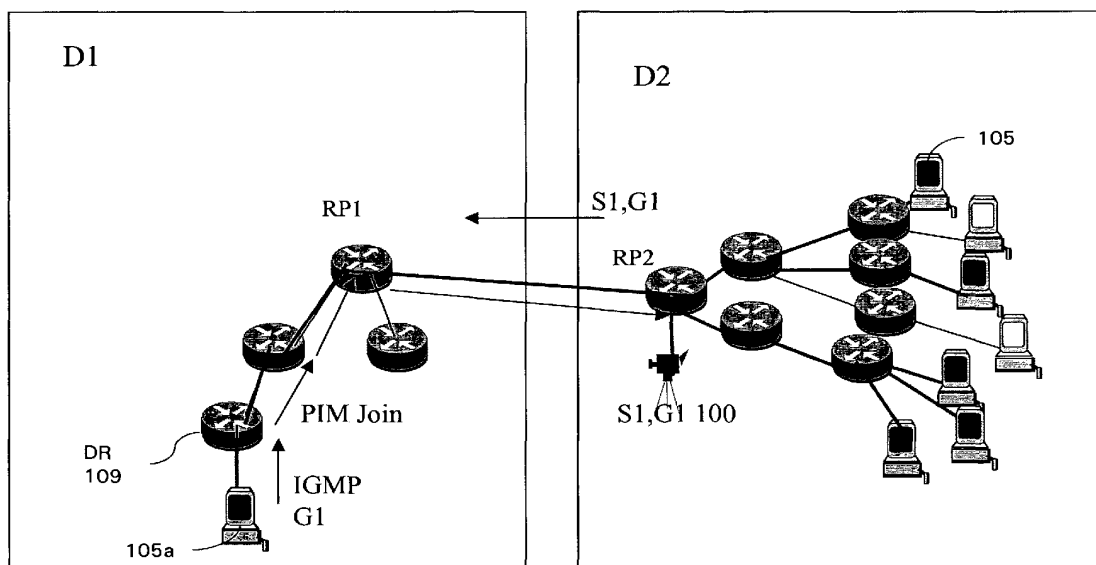 D1
D2
105
S1,G1
RP1
RP2
PIM Join
S1,G1 100
DR
109
IGMP
G1
105a